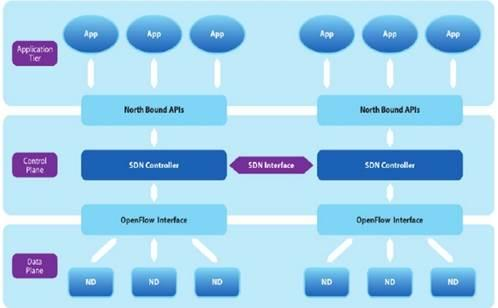 Application
Tier
App App App App App App
North Bound APIs North Bound APIs
Control
Plane
SDN Controller SDN Interface SDN Controller
OpenFlow Interface OpenFlow Interface
Data
Plane
ND ND ND ND ND ND